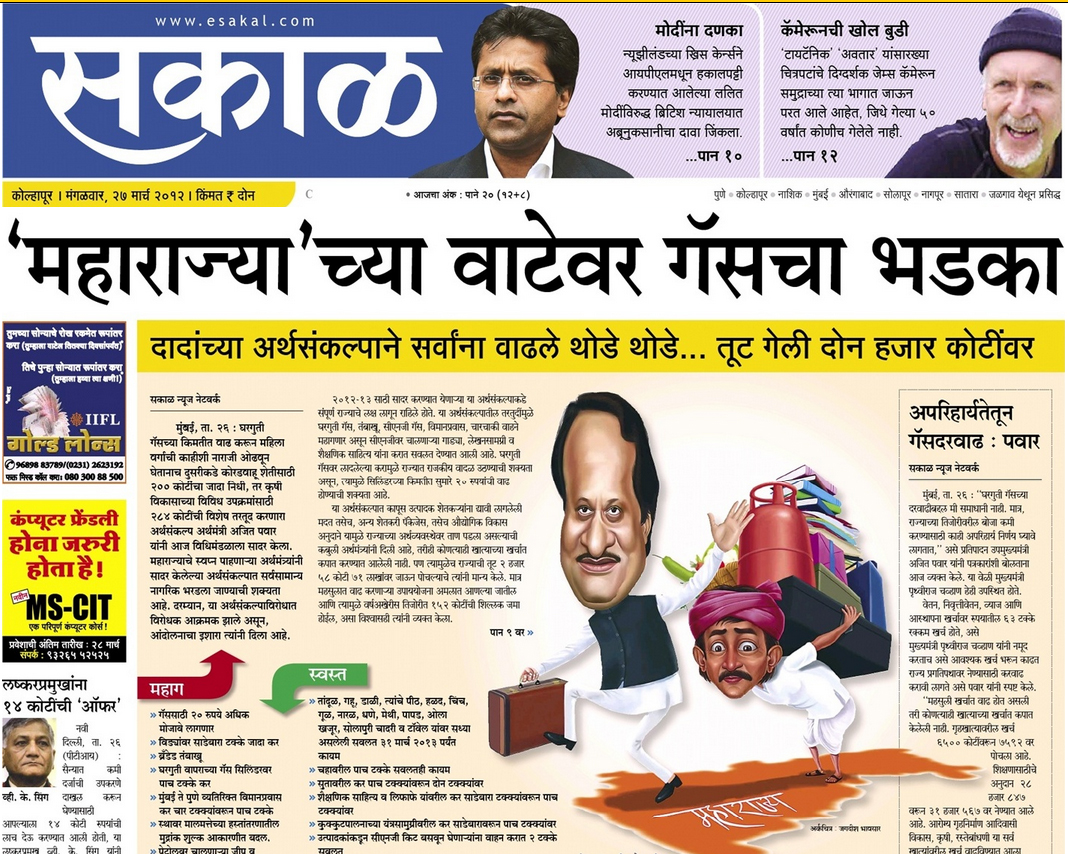 www.esakal.com
सकाळ
मोदींना दणका
न्यूझीलंडच्या ख्रिस केर्न्सने
आयपीएलमधून हकालपट्टी
करण्यात आलेल्या ललित
मोदींविरुद्ध ब्रिटिश न्यायालयात
अब्रूनुकसानीचा दावा जिंकला.
...पान १०
कॅमेरूनची खोल बुडी
'टायटॅनिक' 'अवतार' यांसारख्या
चित्रपटांचे दिग्दर्शक जेम्स कॅमेरून
समुद्राच्या त्या भागात जाऊन
परत आले आहेत, जिथे गेल्या ५०
वर्षांत कोणीच गेलेले नाही.
...पान १२
कोल्हापूर । मंगळवार, २७ मार्च २०१२ । किंमत ₹ दोन
C
• आजचा अंक : पाने २० (१२+८)
पुणे • कोल्हापूर • नाशिक • मुंबई • औरंगाबाद • सोलापूर • नागपूर • सातारा • जळगाव येथून प्रसिद्ध
'महाराज्या'च्या वाटेवर गॅसचा भडका
दादांच्या अर्थसंकल्पाने सर्वांना वाढले थोडे थोडे... तूट गेली दोन हजार कोटींवर
तुमच्या सोन्याचे रोख रकमेत रूपांतर
करा (तुम्हाला वाटेल तितक्या दिवसांपर्यंत)
तिचे पुन्हा सोन्यात रूपांतर करा
(तुम्हाला हव्या त्या क्षणी!)
IIFL
गोल्ड लोन्स
96898 83789/(0231) 2623192
फक्त मिस्ड कॉल करा: 080 300 88 500
कंप्यूटर फ्रेंडली
होना जरुरी
होता है!
नवीन
MS-CIT
एक परिपूर्ण कंप्यूटर कोर्स !
प्रवेशाची अंतिम तारीख : २८ मार्च
संपर्क : ९३२६५ ५२५२५
लष्करप्रमुखांना
१४ कोटींची 'ऑफर'
नवी
दिल्ली, ता. २६
(पीटीआय) :
सैन्यात कमी
दर्जाची उपकरणे
दाखल करून
घेण्यासाठी
व्ही. के. सिंग
आपल्याला १४ कोटी रुपयांची
लाच देऊ करण्यात आली होती, या
लष्करप्रमुख व्ही. के. सिंग यांनी
सकाळ न्यूज नेटवर्क
मुंबई, ता. २६ : घरगुती
गॅसच्या किमतीत वाढ करून महिला
वर्गाची काहीशी नाराजी ओढवून
घेतानाच दुसरीकडे कोरडवाहू शेतीसाठी
२०० कोटींचा जादा निधी, तर कृषी
विकासाच्या विविध उपक्रमांसाठी
२८४ कोटींची विशेष तरतूद करणारा
अर्थसंकल्प अर्थमंत्री अजित पवार
यांनी आज विधिमंडळाला सादर केला.
महाराज्याचे स्वप्न पाहणाऱ्या अर्थमंत्र्यांनी
सादर केलेल्या अर्थसंकल्पात सर्वसामान्य
नागरिक भरडला जाण्याची शक्यता
आहे. दरम्यान, या अर्थसंकल्पाविरोधात
विरोधक आक्रमक झाले असून,
आंदोलनाचा इशारा त्यांनी दिला आहे.
२०१२-१३ साठी सादर करण्यात येणाऱ्या या अर्थसंकल्पाकडे
संपूर्ण राज्याचे लक्ष लागून राहिले होते. या अर्थसंकल्पातील तरतुदींमुळे
घरगुती गॅस, तंबाखू, सीएनजी गॅस, विमानप्रवास, चारचाकी वाहने
महागणार असून सीएनजीवर चालणाऱ्या गाड्या, लेखनसामग्री व
शैक्षणिक साहित्य यांना करात सवलत देण्यात आली आहे. घरगुती
गॅसवर लादलेल्या करामुळे राज्यात राजकीय वादळ उठण्याची शक्यता
असून, त्यामुळे सिलिंडरच्या किमतीत सुमारे २० रुपयांची वाढ
होण्याची शक्यता आहे.
या अर्थसंकल्पात कापूस उत्पादक शेतकऱ्यांना द्यावी लागलेली
मदत तसेच, अन्य शेतकरी पॅकेजेस, तसेच औद्योगिक विकास
अनुदाने यामुळे राज्याच्या अर्थव्यवस्थेवर ताण पडला असल्याची
कबुली अर्थमंत्र्यांनी दिली आहे, तरीही कोणत्याही खात्याच्या खर्चात
कपात करण्यात आलेली नाही. पण त्यामुळेच राज्याची तूट २ हजार
५८ कोटी ७१ लाखांवर जाऊन पोचल्याचे त्यांनी मान्य केले. मात्र
महसुलात वाढ करणाऱ्या उपाययोजना अमलात आणल्या जातील
आणि त्यामुळे वर्षअखेरीस तिजोरीत १५२ कोटींची शिल्लक जमा
होईल, असा विश्वासही त्यांनी व्यक्त केला.
पान ९ वर »
महाग
» गॅससाठी २० रुपये अधिक
मोजावे लागणार
» विड्यांवर साडेबारा टक्के जादा कर
» ब्रँडेड तंबाखू
» घरगुती वापराच्या गॅस सिलिंडरवर
पाच टक्के कर
» मुंबई ते पुणे व्यतिरिक्त विमानप्रवास
कर चार टक्क्यांवरून पाच टक्के
» स्थावर मालमत्तेच्या हस्तांतरणातील
मुद्रांक शुल्क आकारणीत बदल.
» पेट्रोलवर चालणाऱ्या जीप व
स्वस्त
» तांदूळ, गहू, डाळी, त्यांचे पीठ, हळद, चिंच,
गूळ, नारळ, धणे, मेथी, पापड, ओला
खजूर, सोलापुरी चादरी व टॉवेल यांवर सध्या
असलेली सवलत ३१ मार्च २०१३ पर्यंत
कायम
» चहावरील पाच टक्के सवलतही कायम
» सुतावरील कर पाच टक्क्यांवरून दोन टक्क्यांवर
» शैक्षणिक साहित्य व लिफाफे यांवरील कर साडेबारा टक्क्यांवरून पाच
टक्क्यांवर
» कुक्कुटपालनाच्या यंत्रसामुग्रीवरील कर साडेबारावरून पाच टक्क्यांवर
» उत्पादकांकडून सीएनजी किट बसवून घेणाऱ्या वाहन करात २ टक्के
सवलत
महाराज्य
अर्कचित्र : जगदीश भावसार
अपरिहार्यतेतून
गॅसदरवाढ : पवार
सकाळ न्यूज नेटवर्क
मुंबई, ता. २६ : "घरगुती गॅसच्या
दरवाढीबद्दल मी समाधानी नाही. मात्र,
राज्याच्या तिजोरीवरील बोजा कमी
करण्यासाठी काही अपरिहार्य निर्णय घ्यावे
लागतात,'' असे प्रतिपादन उपमुख्यमंत्री
अजित पवार यांनी पत्रकारांशी बोलताना
आज व्यक्त केले. या वेळी मुख्यमंत्री
पृथ्वीराज चव्हाण हेही उपस्थित होते.
वेतन, निवृत्तीवेतन, व्याज आणि
आस्थापना खर्चावर रुपयातील ६३ टक्के
रक्कम खर्च होते, असे
मुख्यमंत्री पृथ्वीराज चव्हाण यांनी नमूद
करताच असे आवश्यक खर्च भरून काढत
राज्य प्रगतिपथावर नेण्यासाठी करवाढ
करावी लागते असे पवार यांनी स्पष्ट केले.
"महसुली खर्चात वाढ होत असली
तरी कोणत्याही खात्याच्या खर्चात कपात
केलेली नाही. गृहखात्यावरील खर्च
६५०० कोटींवरून ७५९२ वर
पोचला आहे.
शिक्षणासाठीचे
अनुदान २८
हजार ८४७
वरून ३१ हजार ५६७ वर नेण्यात आले
आहे. आरोग्य गृहनिर्माण आदिवासी
विकास, कृषी, रस्तेबांधणी या सर्व
खात्यांवरील खर्च वाढविण्यात आला